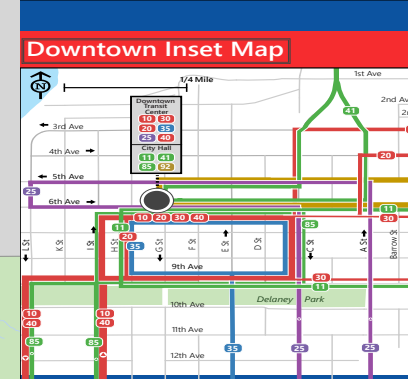 Downtown Inset Map
N
1/4 Mile
1st Ave
Downtown
Transit
Center
10 30
20 35
25 40
City Hall
11 41
85 92
41
2nd Av
3rd Ave
4th Ave
20
5th Ave
25
6th Ave
11
30
10 20 30 40
11
20
35
85
L St
K St
I St
H St
G St
E St
D St
C St
A St
Barrow St
9th Ave
30
11
10th Ave
Delaney Park
10
40
10
40
11th Ave
85
85
35
25
25
12th Ave